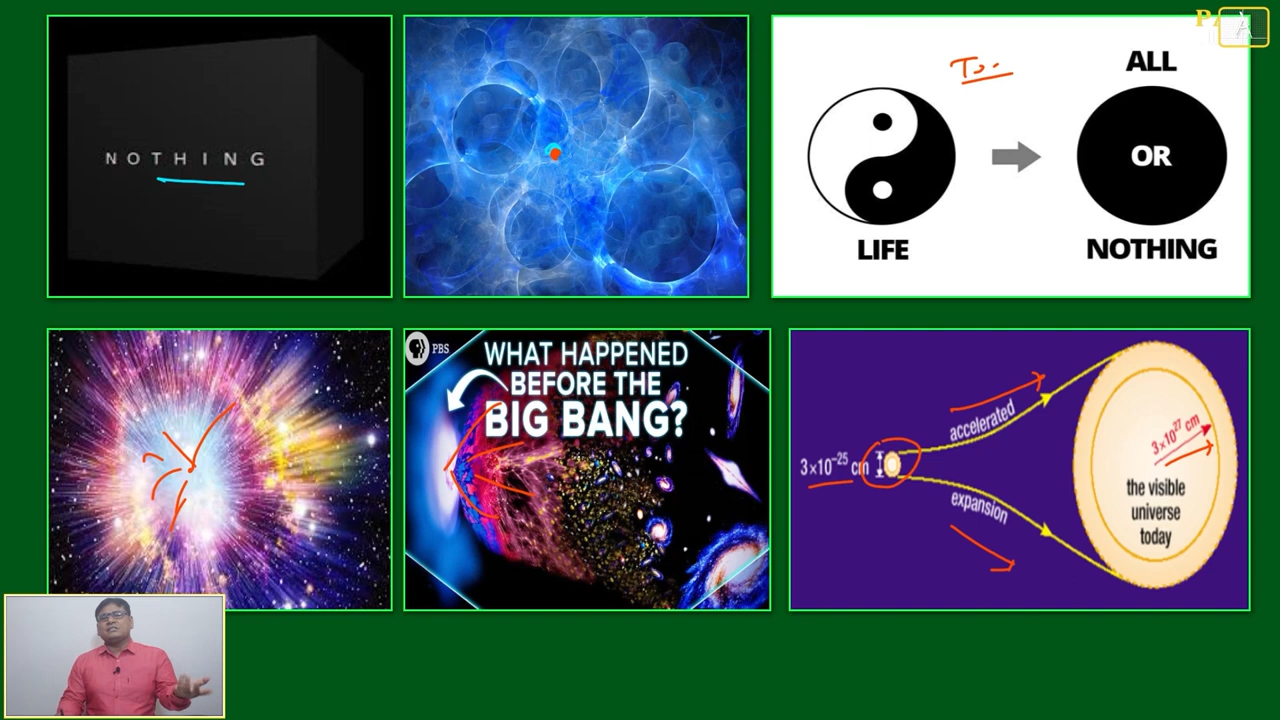 NOTHING
ALL
OR
LIFE
NOTHING
PBS
WHAT HAPPENED
BEFORE THE
BIG BANG?
accelerated
3×10⁻²⁵ cm
expansion
3×10²⁷ cm
the visible
universe
today